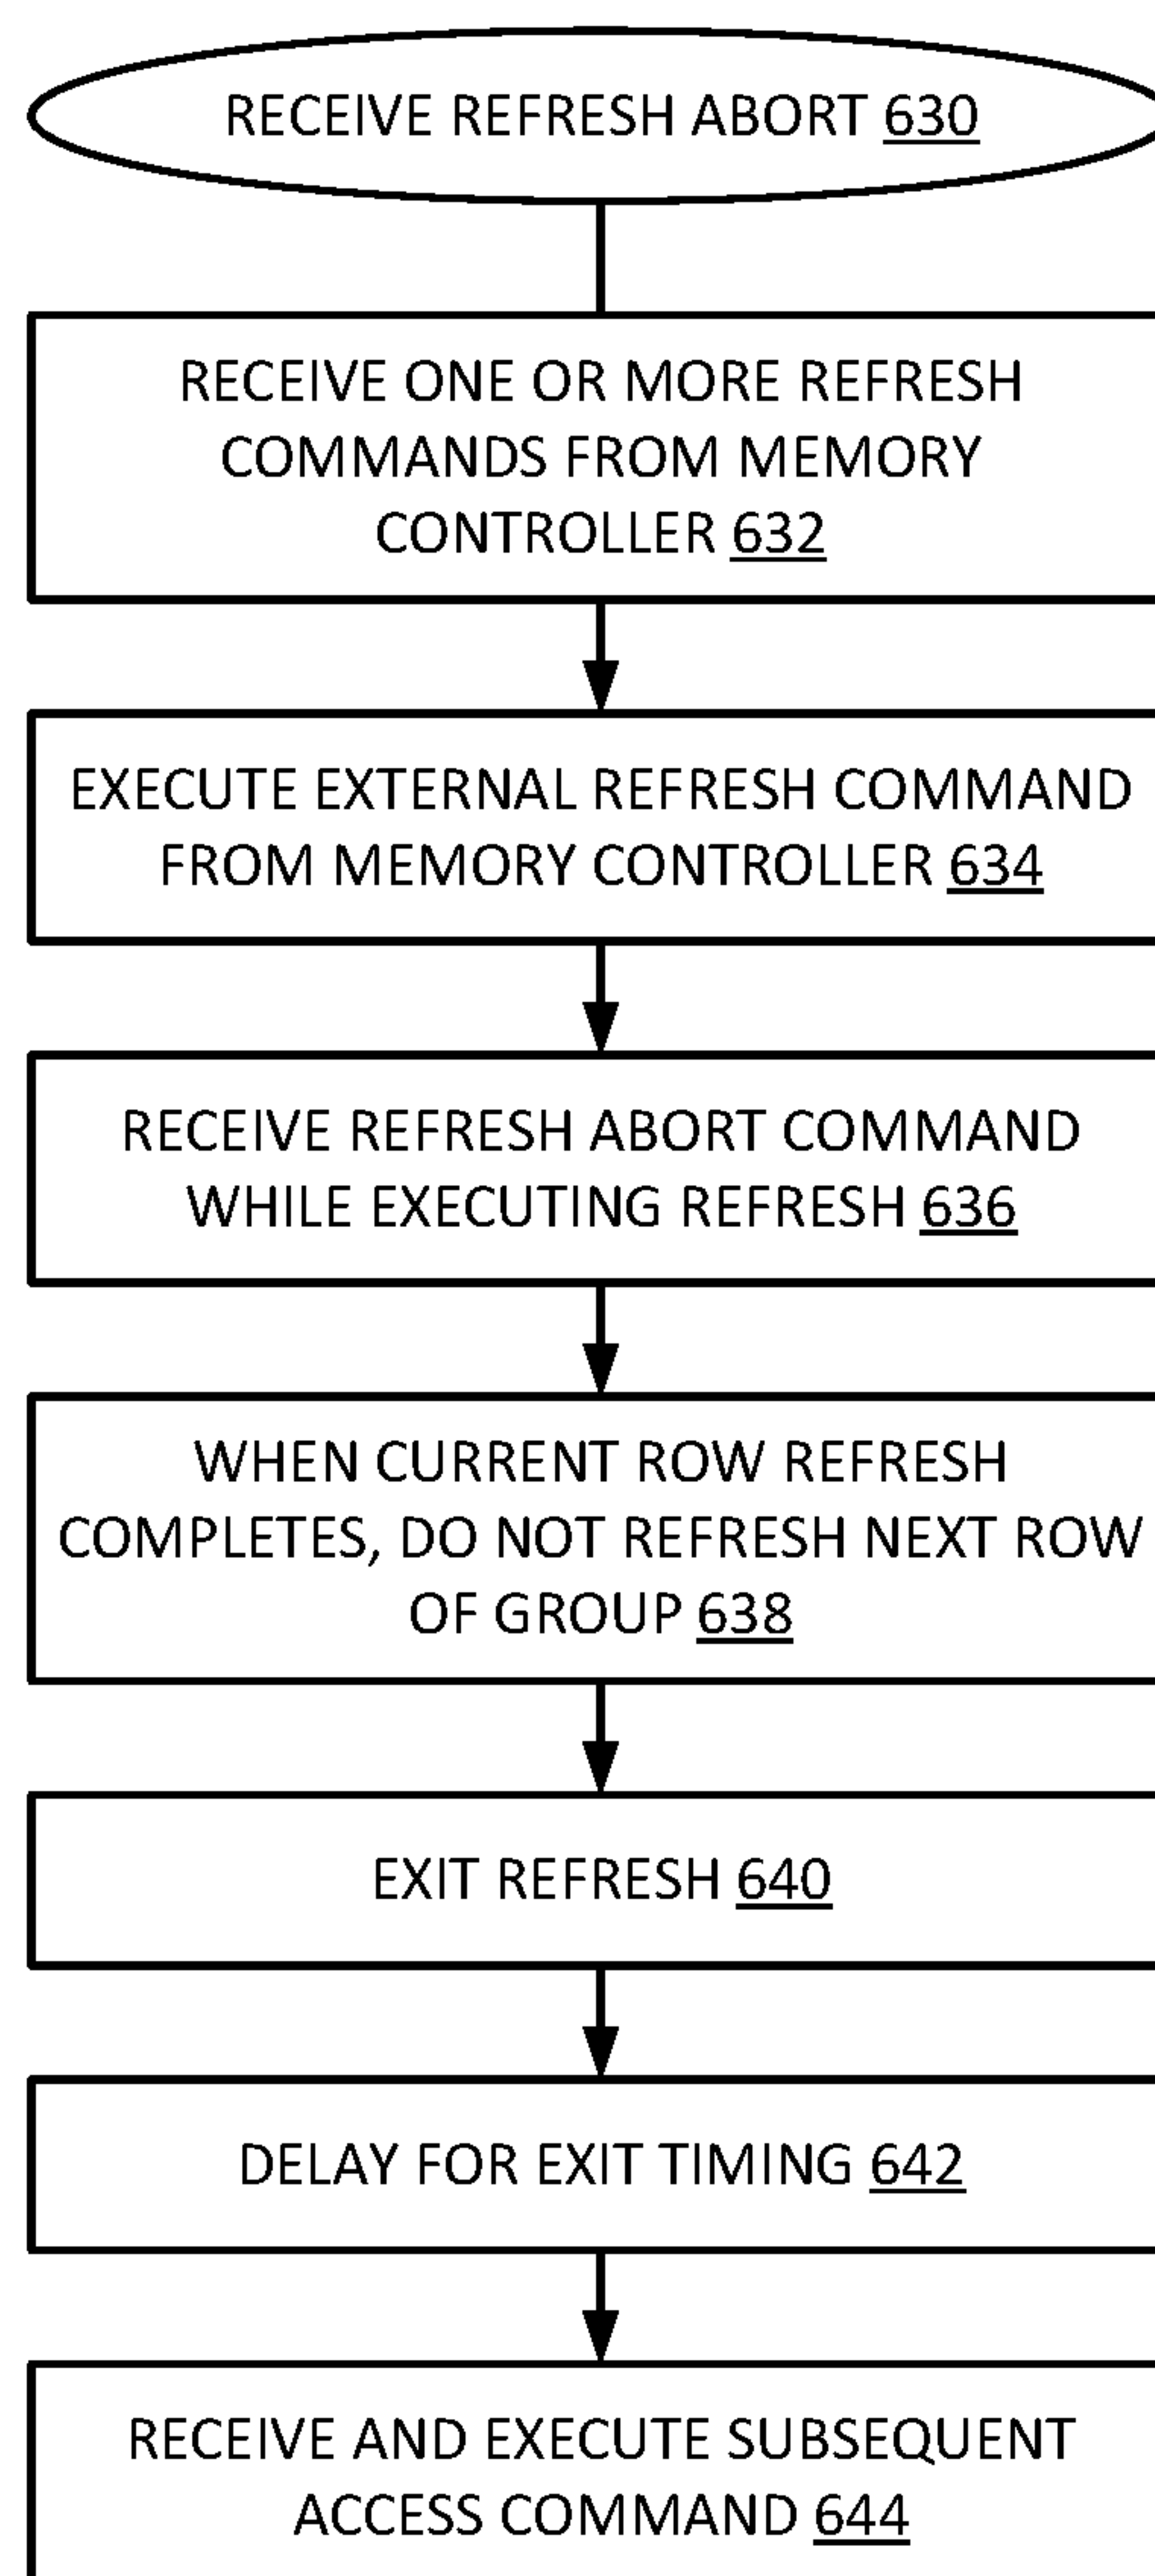 RECEIVE REFRESH ABORT 630
RECEIVE ONE OR MORE REFRESH
COMMANDS FROM MEMORY
CONTROLLER 632
EXECUTE EXTERNAL REFRESH COMMAND
FROM MEMORY CONTROLLER 634
RECEIVE REFRESH ABORT COMMAND
WHILE EXECUTING REFRESH 636
WHEN CURRENT ROW REFRESH
COMPLETES, DO NOT REFRESH NEXT ROW
OF GROUP 638
EXIT REFRESH 640
DELAY FOR EXIT TIMING 642
RECEIVE AND EXECUTE SUBSEQUENT
ACCESS COMMAND 644